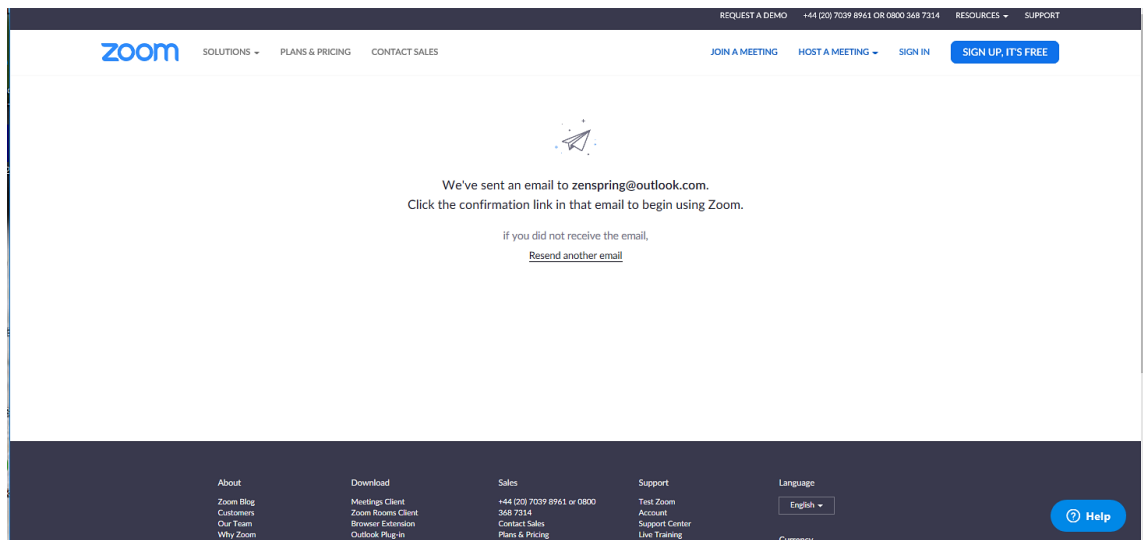 REQUEST A DEMO +44 (20) 7039 8961 OR 0800 368 7314 RESOURCES SUPPORT
zoom SOLUTIONS PLANS & PRICING CONTACT SALES JOIN A MEETING HOST A MEETING SIGN IN SIGN UP, IT'S FREE
We've sent an email to zenspring@outlook.com.
Click the confirmation link in that email to begin using Zoom.
if you did not receive the email,
Resend another email
About
Zoom Blog
Customers
Our Team
Why Zoom
Download
Meetings Client
Zoom Rooms Client
Browser Extension
Outlook Plug-in
Sales
+44 (20) 7039 8961 or 0800
368 7314
Contact Sales
Plans & Pricing
Support
Test Zoom
Account
Support Center
Live Training
Language
English
Currency
Help